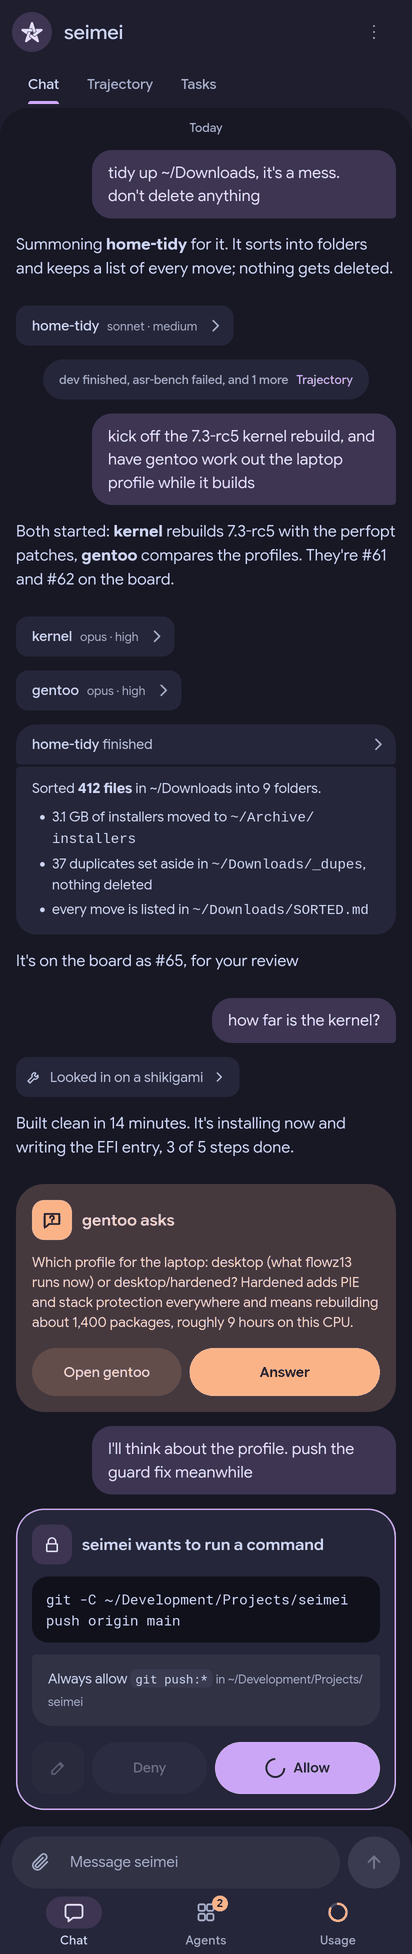 seimei
Chat Trajectory Tasks
Today
tidy up ~/Downloads, it's a mess.
don't delete anything
Summoning home-tidy for it. It sorts into folders
and keeps a list of every move; nothing gets deleted.
home-tidy sonnet · medium
dev finished, asr-bench failed, and 1 more Trajectory
kick off the 7.3-rc5 kernel rebuild, and
have gentoo work out the laptop
profile while it builds
Both started: kernel rebuilds 7.3-rc5 with the perfopt
patches, gentoo compares the profiles. They're #61
and #62 on the board.
kernel opus · high
gentoo opus · high
home-tidy finished
Sorted 412 files in ~/Downloads into 9 folders.
• 3.1 GB of installers moved to ~/Archive/
installers
• 37 duplicates set aside in ~/Downloads/_dupes,
nothing deleted
• every move is listed in ~/Downloads/SORTED.md
It's on the board as #65, for your review
how far is the kernel?
Looked in on a shikigami
Built clean in 14 minutes. It's installing now and
writing the EFI entry, 3 of 5 steps done.
gentoo asks
Which profile for the laptop: desktop (what flowz13
runs now) or desktop/hardened? Hardened adds PIE
and stack protection everywhere and means rebuilding
about 1,400 packages, roughly 9 hours on this CPU.
Open gentoo Answer
I'll think about the profile. push the
guard fix meanwhile
seimei wants to run a command
git -C ~/Development/Projects/seimei
push origin main
Always allow git push:* in ~/Development/Projects/
seimei
Deny Allow
Message seimei
2
Chat Agents Usage